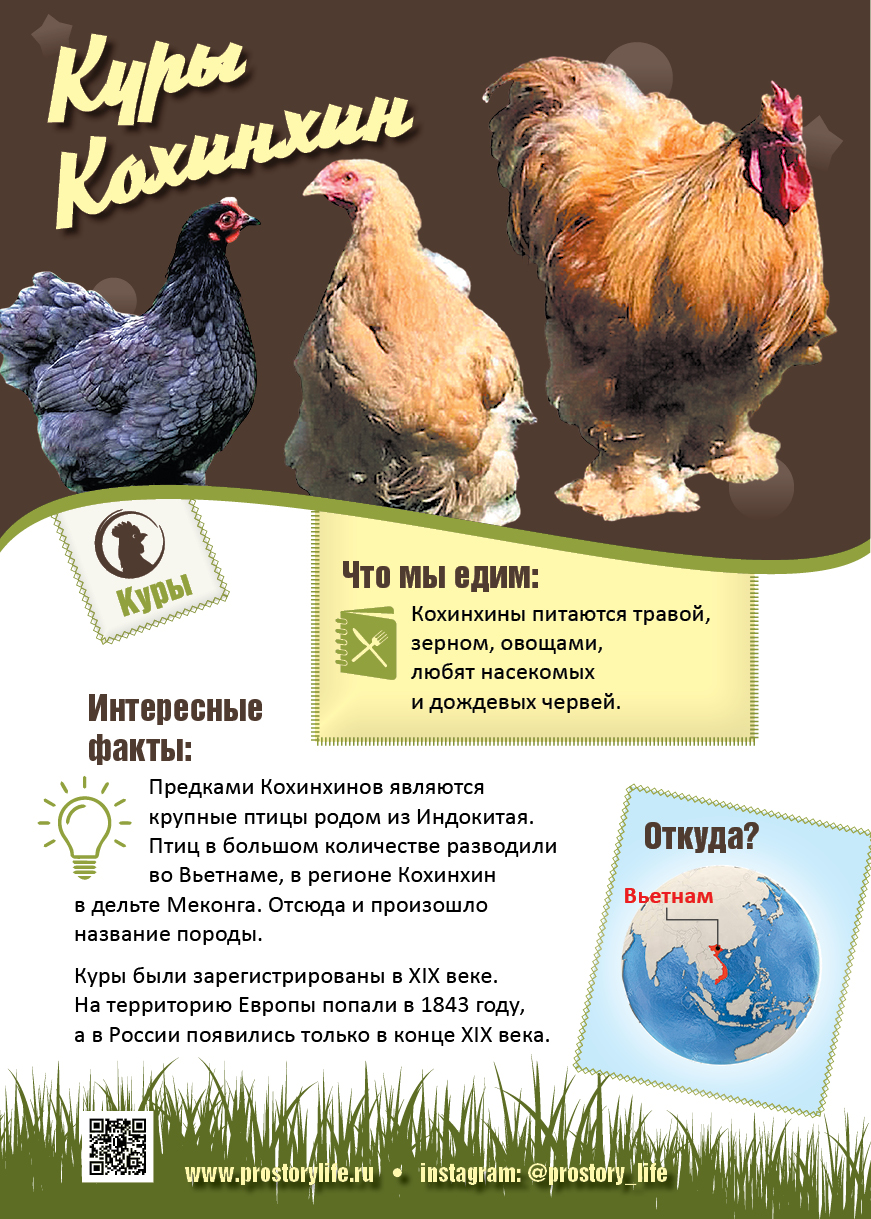 Куры
Кохинхин
Куры
Что мы едим:
Кохинхины питаются травой,
зерном, овощами,
любят насекомых
и дождевых червей.
Интересные
факты:
Предками Кохинхинов являются
крупные птицы родом из Индокитая.
Птиц в большом количестве разводили
во Вьетнаме, в регионе Кохинхин
в дельте Меконга. Отсюда и произошло
название породы.
Куры были зарегистрированы в XIX веке.
На территорию Европы попали в 1843 году,
а в России появились только в конце XIX века.
Откуда?
Вьетнам
www.prostorylife.ru • instagram: @prostory_life